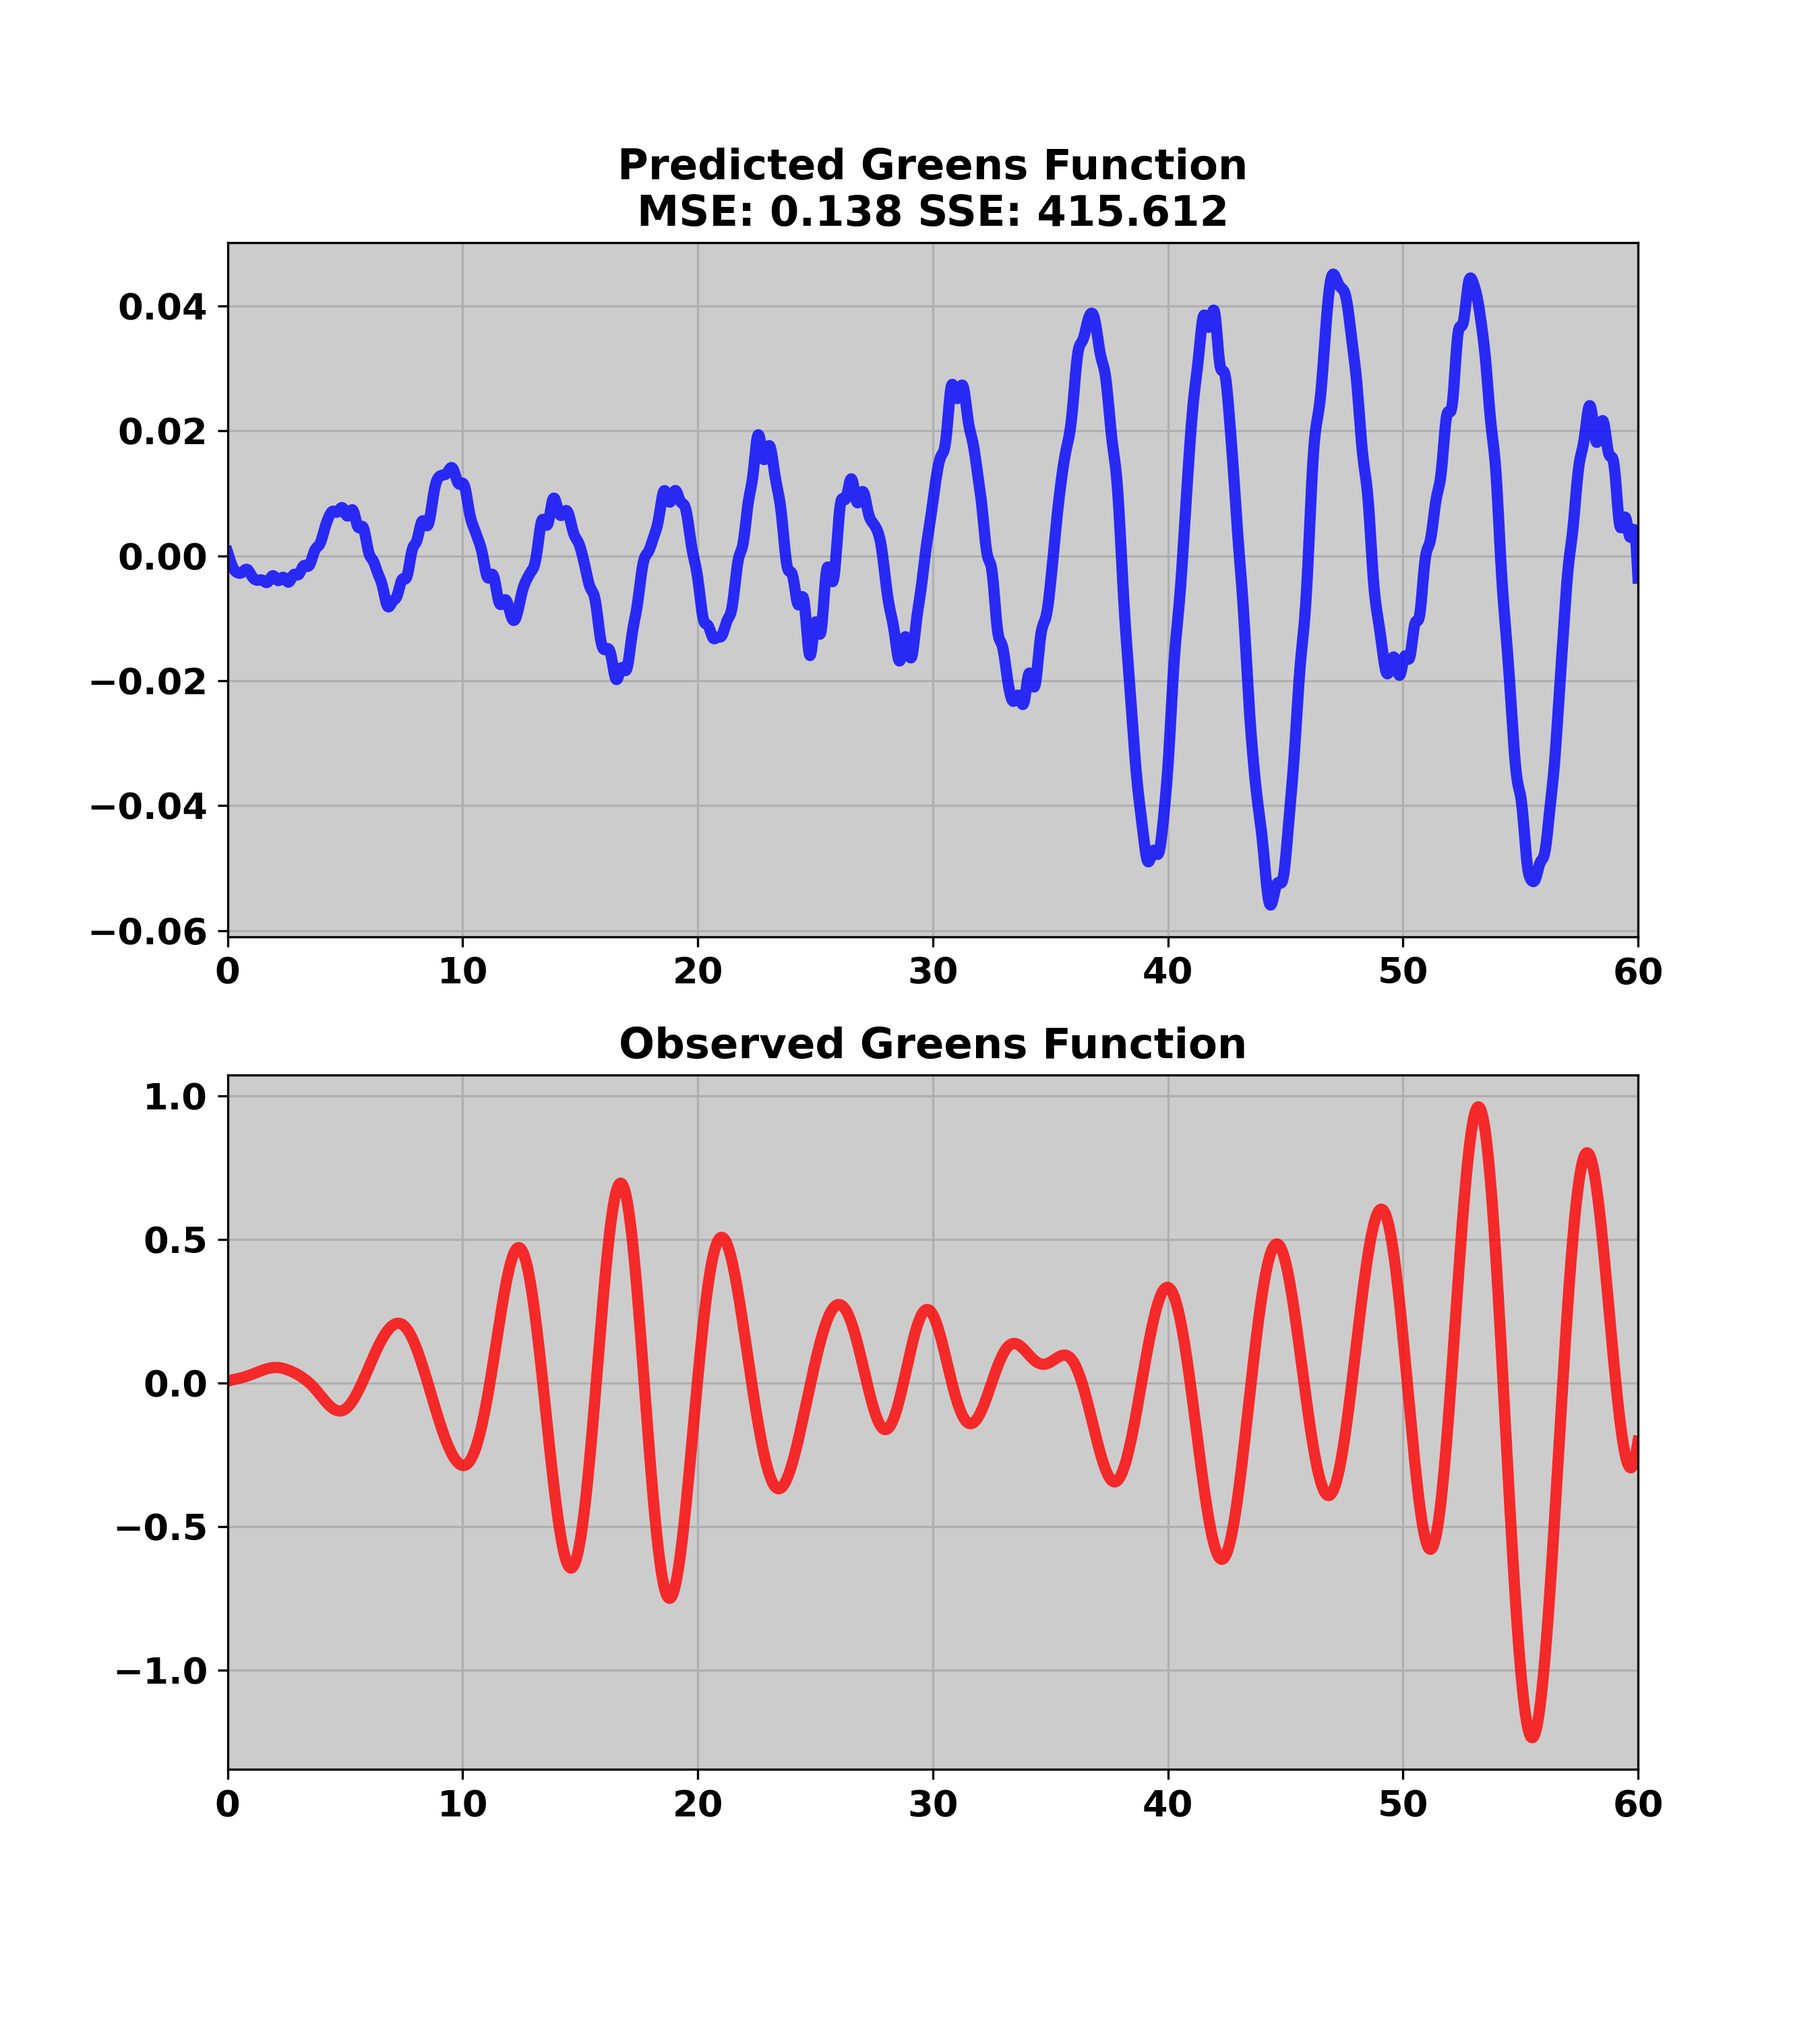 Predicted Greens Function
MSE: 0.138 SSE: 415.612
0.04
0.02
0.00
−0.02
−0.04
−0.06
0 10 20 30 40 50 60
Observed Greens Function
1.0
0.5
0.0
−0.5
−1.0
0 10 20 30 40 50 60